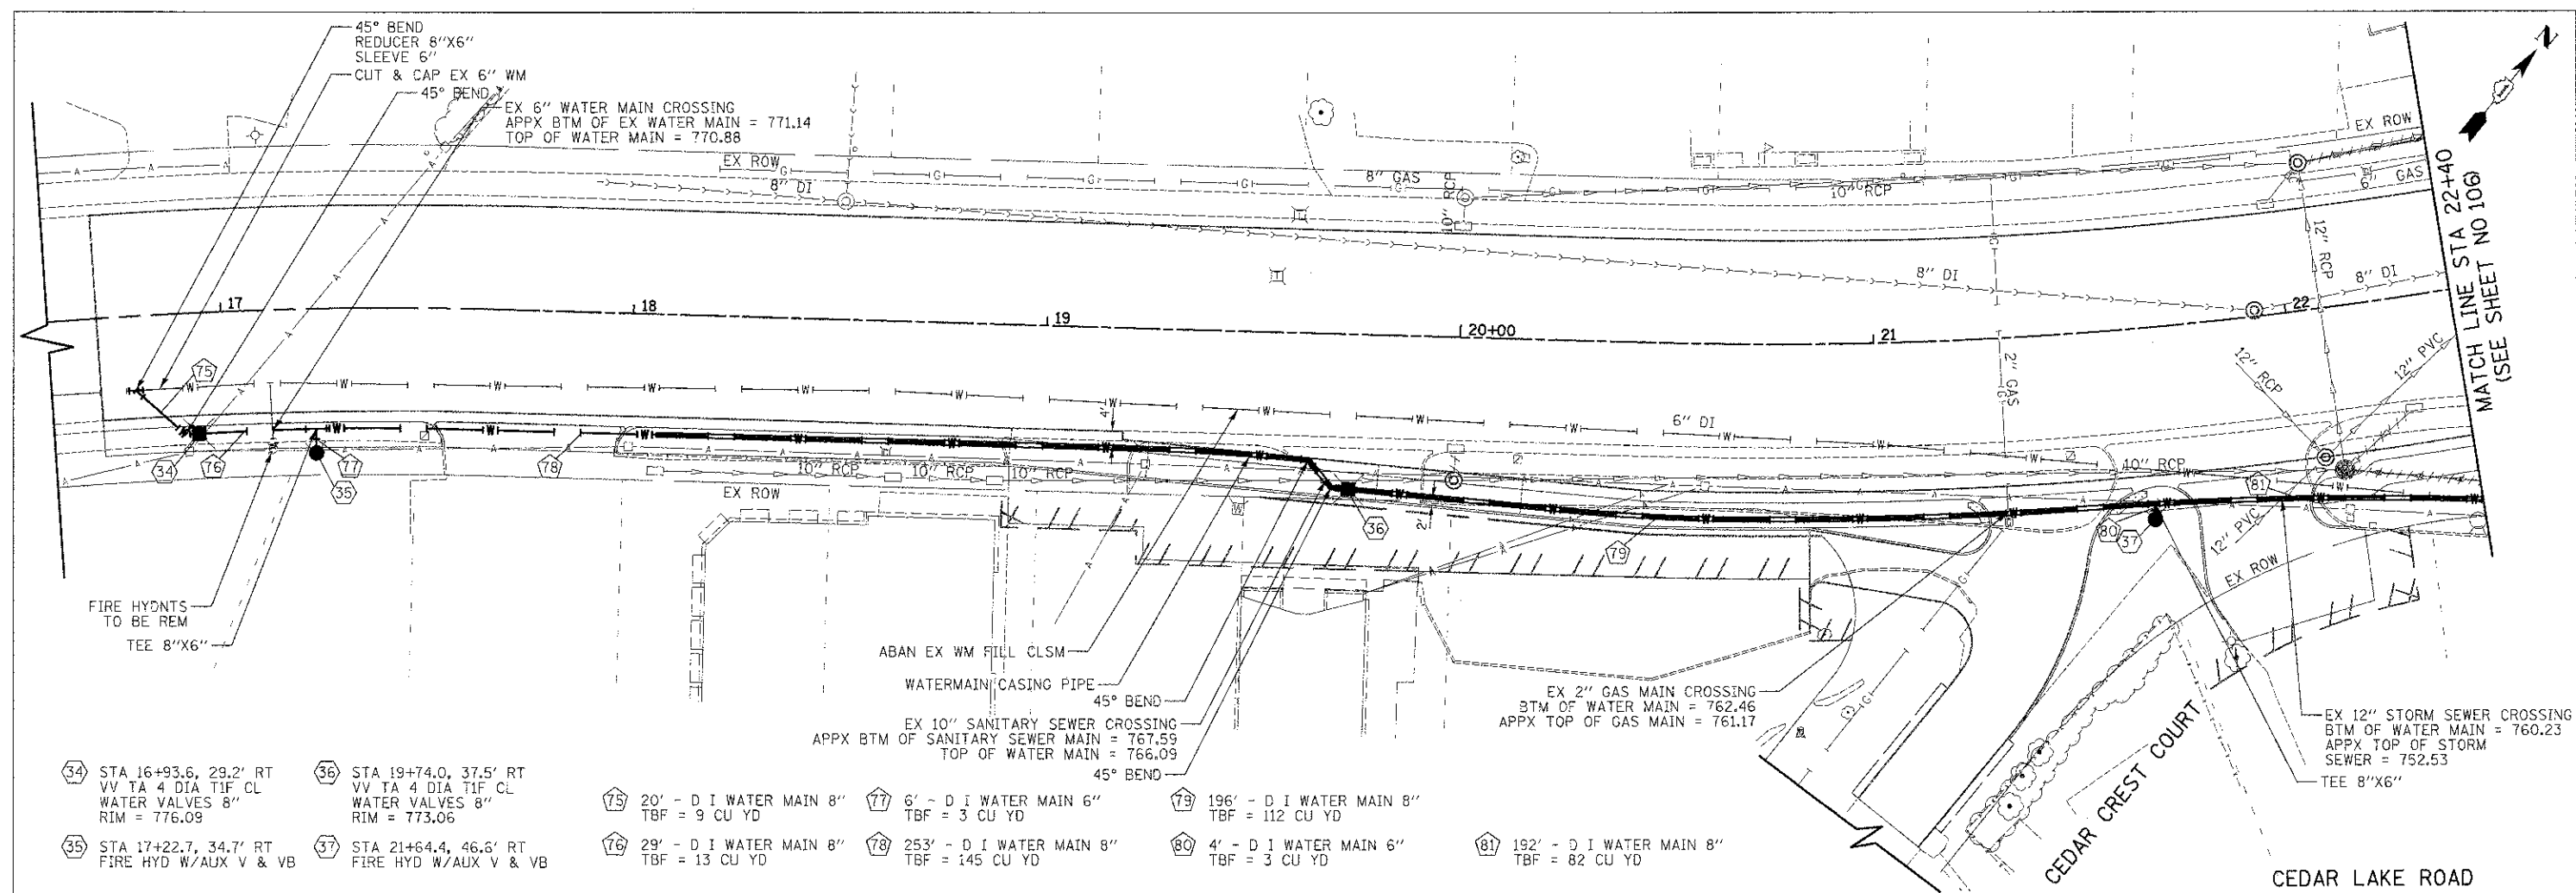 45° BEND
REDUCER 8"X6"
SLEEVE 6"
CUT & CAP EX 6" WM
45° BEND
EX 6" WATER MAIN CROSSING
APPX BTM OF EX WATER MAIN = 771.14
TOP OF WATER MAIN = 770.88
N
EX ROW
8" DI
8" GAS
10" RCP
10" RCP
EX ROW
6" GAS
12" RCP
8" DI
8" DI
MATCH LINE STA 22+40
(SEE SHEET NO 106)
17
18
19
20+00
21
22
2" GAS
12" RCP
12" PVC
75
4'
6" DI
34
76
77
35
78
10" RCP
10" RCP
10" RCP
10" RCP
EX ROW
36
2'
79
80
37
81
12" PVC
EX ROW
FIRE HYDNTS
TO BE REM
TEE 8"X6"
ABAN EX WM FILL CLSM
WATERMAIN CASING PIPE
45° BEND
EX 10" SANITARY SEWER CROSSING
APPX BTM OF SANITARY SEWER MAIN = 767.59
TOP OF WATER MAIN = 766.09
45° BEND
EX 2" GAS MAIN CROSSING
BTM OF WATER MAIN = 762.46
APPX TOP OF GAS MAIN = 761.17
EX 12" STORM SEWER CROSSING
BTM OF WATER MAIN = 760.23
APPX TOP OF STORM
SEWER = 752.53
TEE 8"X6"
CEDAR CREST COURT
CEDAR LAKE ROAD
34 STA 16+93.6, 29.2' RT
VV TA 4 DIA T1F CL
WATER VALVES 8"
RIM = 776.09
35 STA 17+22.7, 34.7' RT
FIRE HYD W/AUX V & VB
36 STA 19+74.0, 37.5' RT
VV TA 4 DIA T1F CL
WATER VALVES 8"
RIM = 773.06
37 STA 21+64.4, 46.6' RT
FIRE HYD W/AUX V & VB
75 20' - D I WATER MAIN 8"
TBF = 9 CU YD
76 29' - D I WATER MAIN 8"
TBF = 13 CU YD
77 6' - D I WATER MAIN 6"
TBF = 3 CU YD
78 253' - D I WATER MAIN 8"
TBF = 145 CU YD
79 196' - D I WATER MAIN 8"
TBF = 112 CU YD
80 4' - D I WATER MAIN 6"
TBF = 3 CU YD
81 192' - D I WATER MAIN 8"
TBF = 82 CU YD